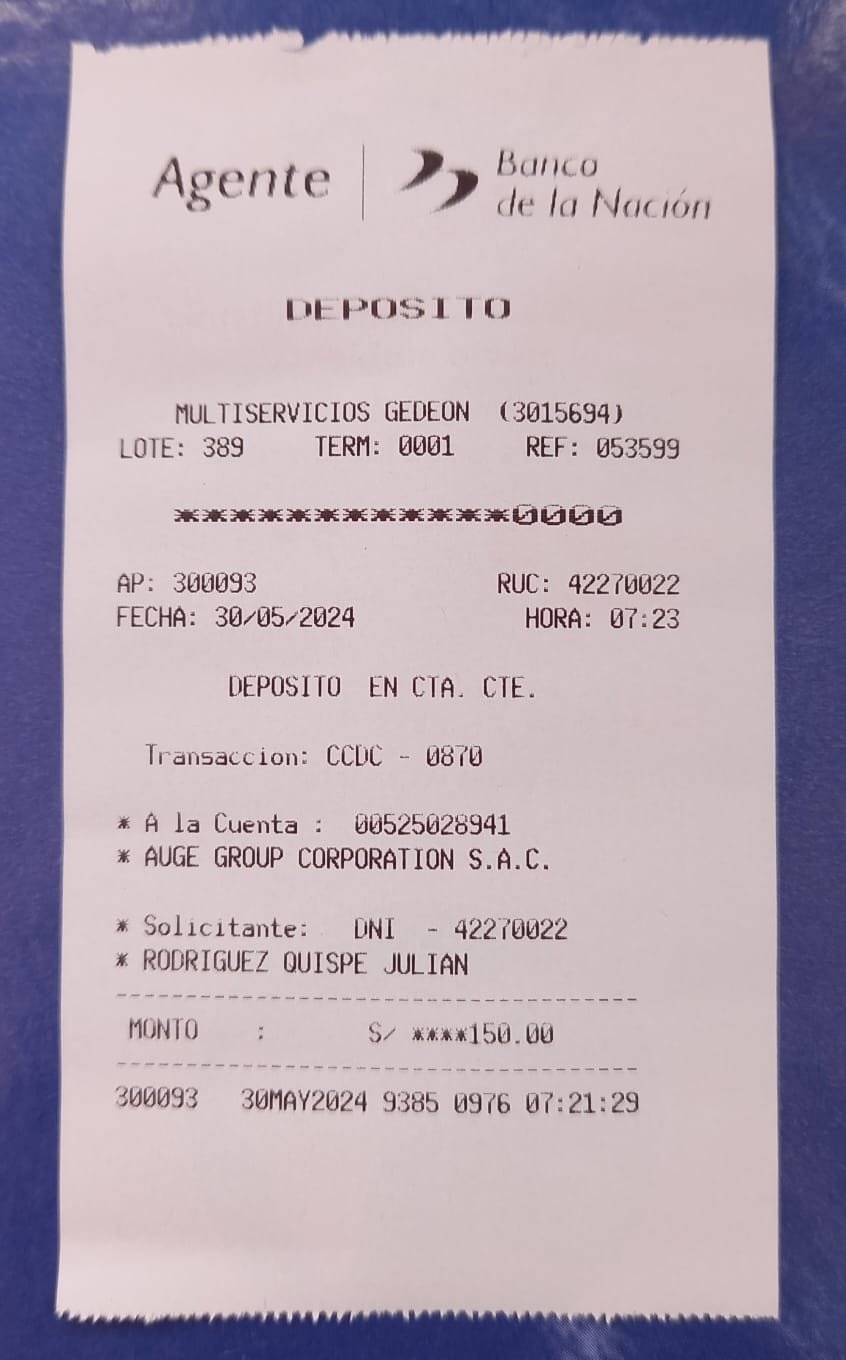 Agente | Banco
de la Nación
DEPOSITO
MULTISERVICIOS GEDEON (3015694)
LOTE: 389 TERM: 0001 REF: 053599
************0000
AP: 300093 RUC: 42270022
FECHA: 30/05/2024 HORA: 07:23
DEPOSITO EN CTA. CTE.
Transaccion: CCDC - 0870
* A la Cuenta : 00525028941
* AUGE GROUP CORPORATION S.A.C.
* Solicitante: DNI - 42270022
* RODRIGUEZ QUISPE JULIAN
--------------------------------------
MONTO : S/ ****150.00
--------------------------------------
300093 30MAY2024 9385 0976 07:21:29